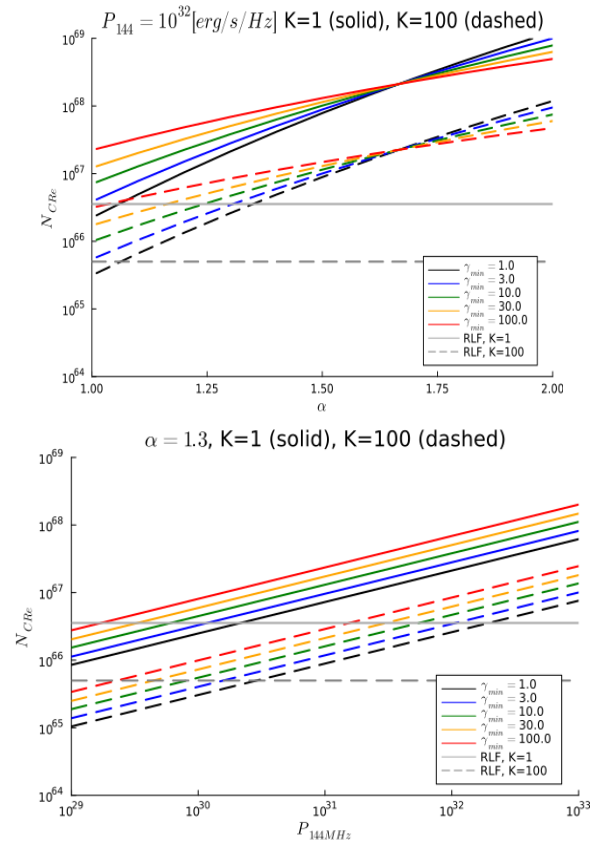 P_144 = 10^32[erg/s/Hz] K=1 (solid), K=100 (dashed)
10^69
10^68
10^67
10^66
10^65
10^64
N_CRe
1.00
1.25
1.50
1.75
2.00
α
γ_min = 1.0
γ_min = 3.0
γ_min = 10.0
γ_min = 30.0
γ_min = 100.0
RLF, K=1
RLF, K=100
α = 1.3, K=1 (solid), K=100 (dashed)
10^69
10^68
10^67
10^66
10^65
10^64
N_CRe
10^29
10^30
10^31
10^32
10^33
P_144MHz
γ_min = 1.0
γ_min = 3.0
γ_min = 10.0
γ_min = 30.0
γ_min = 100.0
RLF, K=1
RLF, K=100